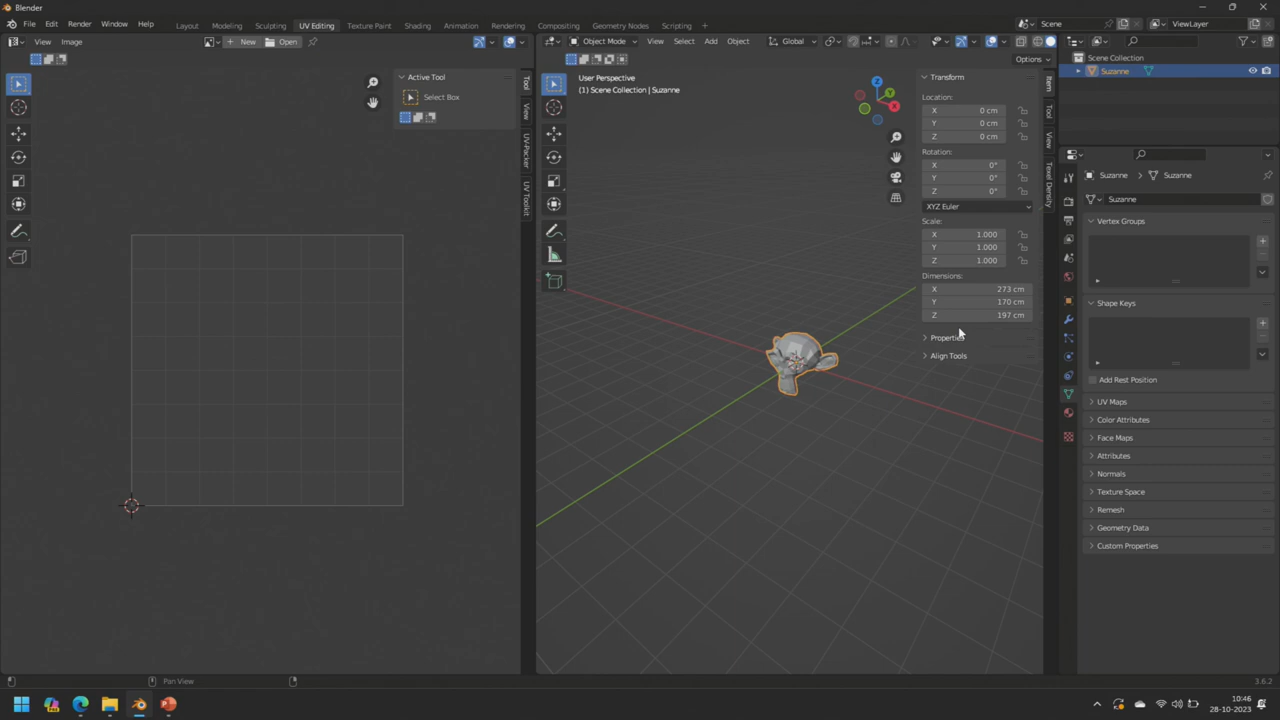 Blender
File Edit Render Window Help
Layout Modeling Sculpting UV Editing Texture Paint Shading Animation Rendering Compositing Geometry Nodes Scripting +
Scene
ViewLayer
View Image
New Open
Object Mode View Select Add Object
Global
Options
Active Tool
Select Box
Tool
View
UV-Packer
UV Toolkit
User Perspective
(1) Scene Collection | Suzanne
X
Y
Transform
Location:
X 0 cm
Y 0 cm
Z 0 cm
Rotation:
X 0°
Y 0°
Z 0°
XYZ Euler
Scale:
X 1.000
Y 1.000
Z 1.000
Dimensions:
X 273 cm
Y 170 cm
Z 197 cm
Properties
Align Tools
Item
Tool
View
Texel Density
Scene Collection
Suzanne
Suzanne Suzanne
Suzanne
Vertex Groups
Shape Keys
Add Rest Position
UV Maps
Color Attributes
Face Maps
Attributes
Normals
Texture Space
Remesh
Geometry Data
Custom Properties
Pan View
3.6.2
10:46
28-10-2023